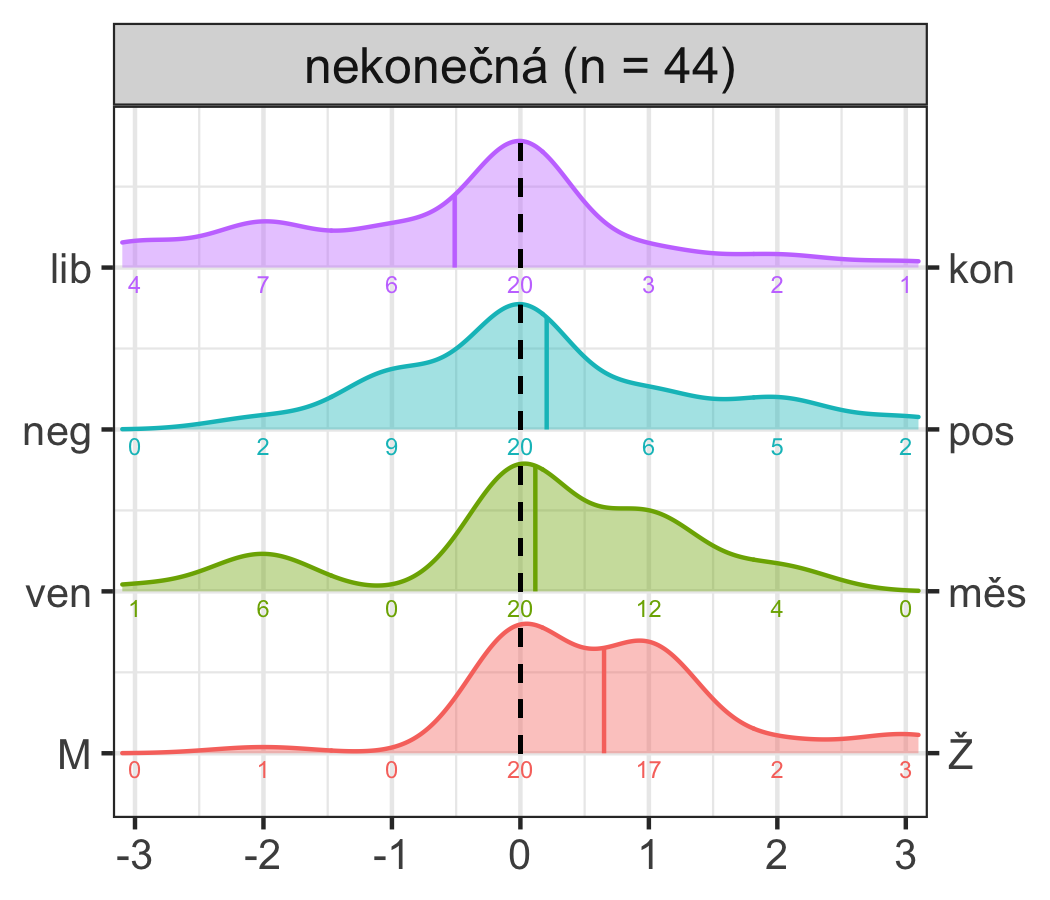 nekonečná (n = 44)
lib kon
4 7 6 20 3 2 1
neg pos
0 2 9 20 6 5 2
ven měs
1 6 0 20 12 4 0
M Ž
0 1 0 20 17 2 3
-3 -2 -1 0 1 2 3